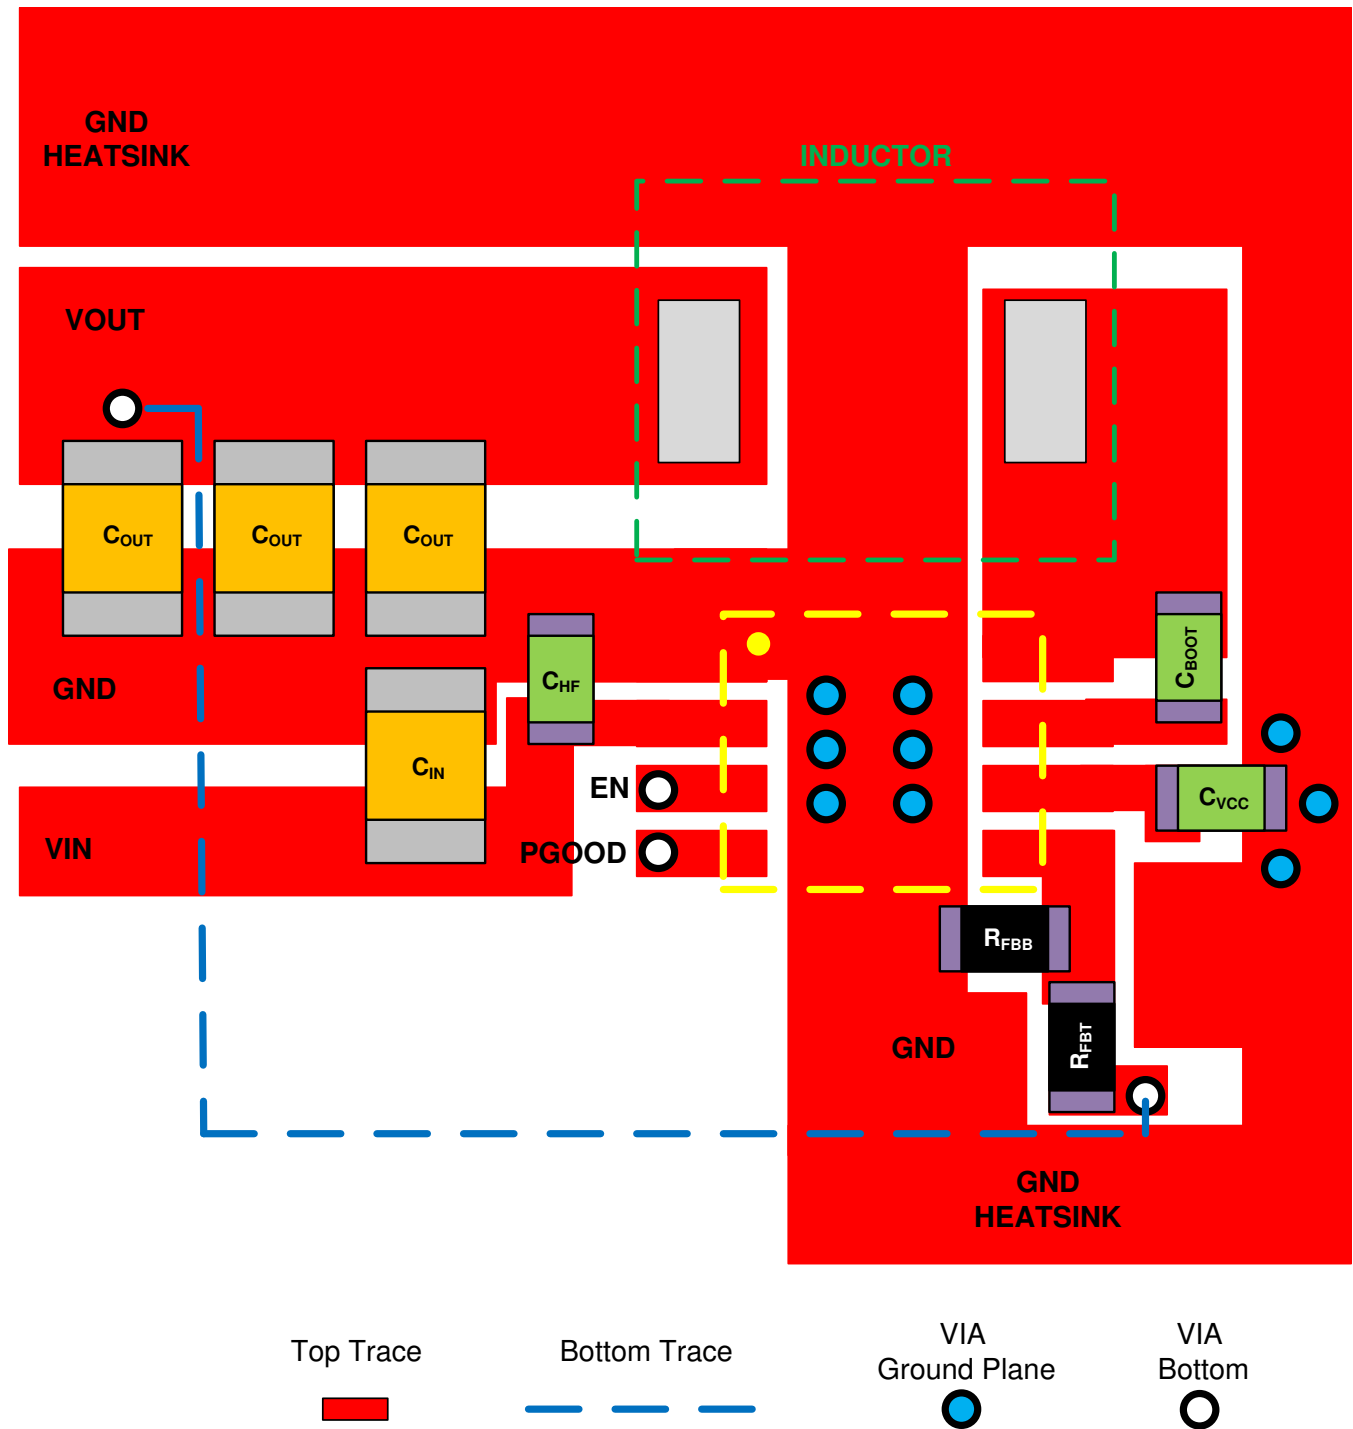 GND
HEATSINK
INDUCTOR
VOUT
COUT
COUT
COUT
CBOOT
GND
CHF
CIN
EN
CVCC
VIN
PGOOD
RFBB
GND
RFBT
GND
HEATSINK
Top Trace
Bottom Trace
VIA
Ground Plane
VIA
Bottom